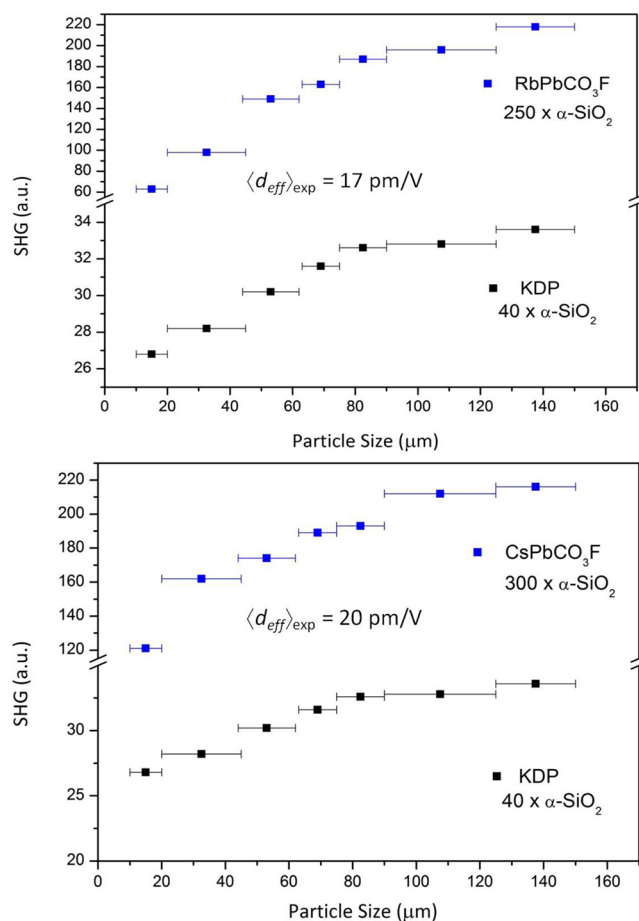 220
200
180
160
140
120
100
80
60
34
32
30
28
26
SHG (a.u.)
RbPbCO₃F
250 x α-SiO₂
⟨d_eff⟩exp = 17 pm/V
KDP
40 x α-SiO₂
0 20 40 60 80 100 120 140 160
Particle Size (μm)
220
200
180
160
140
120
30
25
20
SHG (a.u.)
CsPbCO₃F
300 x α-SiO₂
⟨d_eff⟩exp = 20 pm/V
KDP
40 x α-SiO₂
0 20 40 60 80 100 120 140 160
Particle Size (μm)